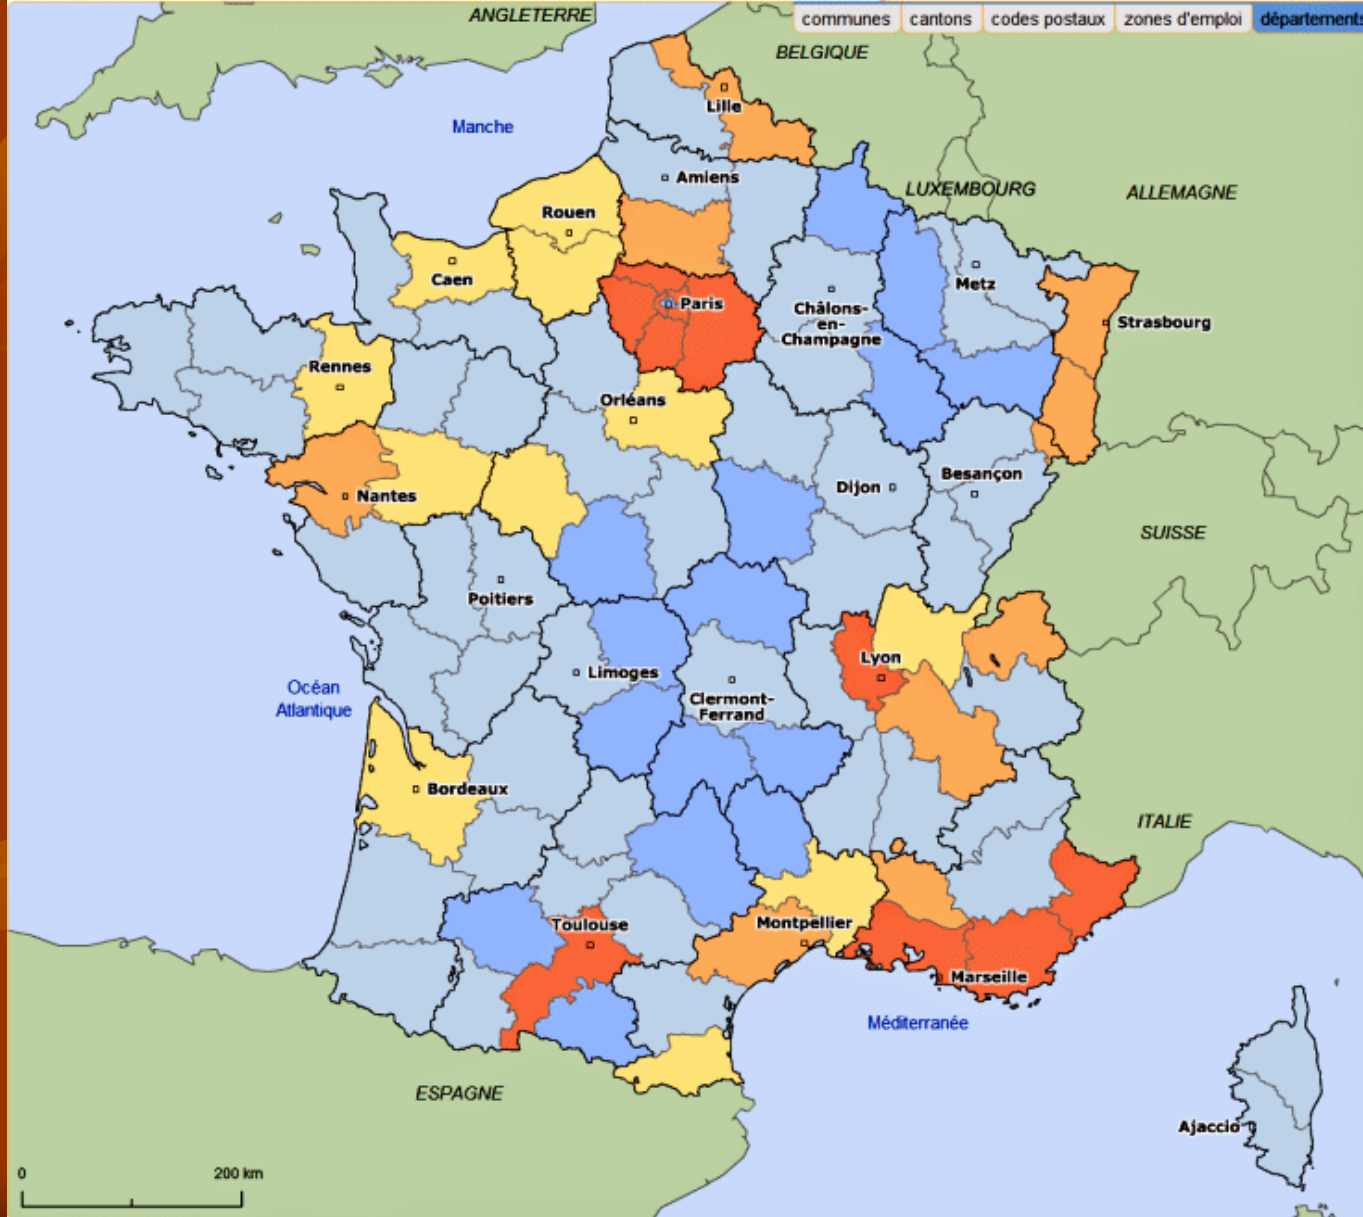 ANGLETERRE
communes
cantons
codes postaux
zones d'emploi
départements
BELGIQUE
Lille
Manche
Amiens
LUXEMBOURG
ALLEMAGNE
Rouen
Caen
Metz
Paris
Châlons-
en-
Champagne
Strasbourg
Rennes
Orléans
Besançon
Dijon
Nantes
SUISSE
Poitiers
Lyon
Limoges
Océan
Atlantique
Clermont-
Ferrand
Bordeaux
ITALIE
Toulouse
Montpellier
Marseille
Méditerranée
ESPAGNE
Ajaccio
0 200 km